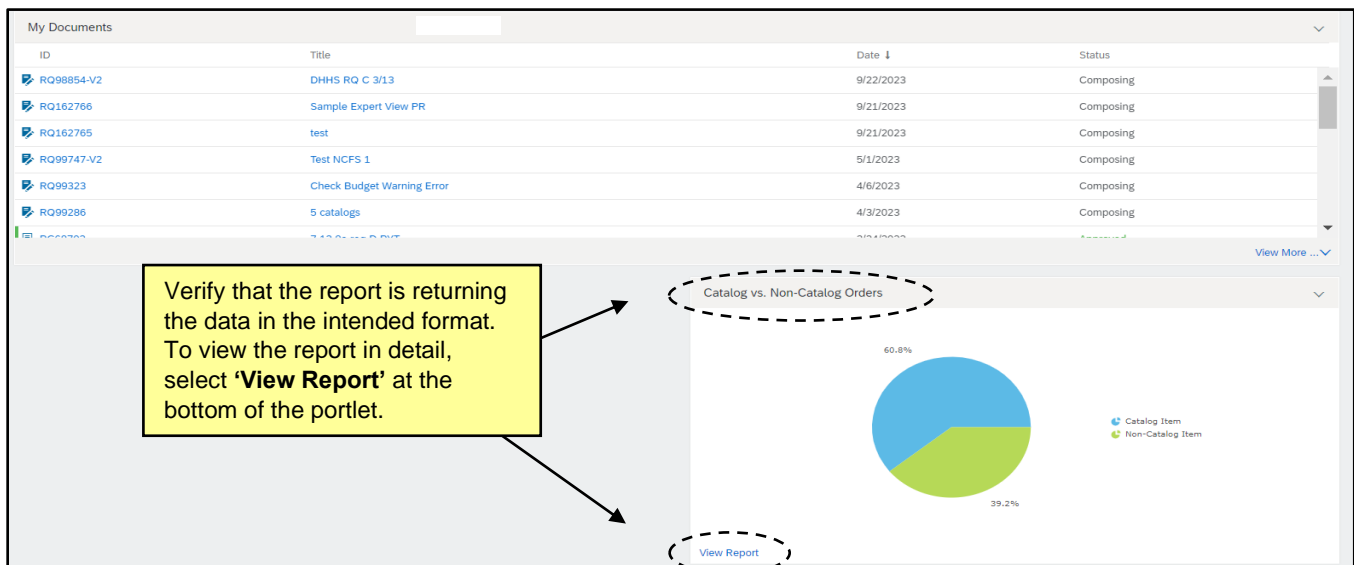 My Documents
ID Title Date ↓ Status
RQ98854-V2 DHHS RQ C 3/13 9/22/2023 Composing
RQ162766 Sample Expert View PR 9/21/2023 Composing
RQ162765 test 9/21/2023 Composing
RQ99747-V2 Test NCFS 1 5/1/2023 Composing
RQ99323 Check Budget Warning Error 4/6/2023 Composing
RQ99286 5 catalogs 4/3/2023 Composing
View More ...
Verify that the report is returning
the data in the intended format.
To view the report in detail,
select ‘View Report’ at the
bottom of the portlet.
Catalog vs. Non-Catalog Orders
60.8%
Catalog Item
Non-Catalog Item
39.2%
View Report